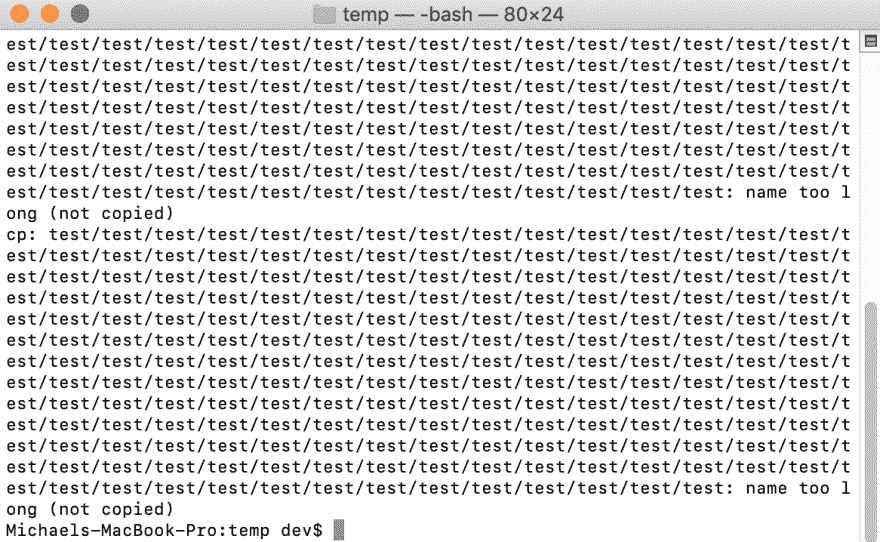 temp — -bash — 80×24
est/test/test/test/test/test/test/test/test/test/test/test/test/test/test/test/t
est/test/test/test/test/test/test/test/test/test/test/test/test/test/test/test/t
est/test/test/test/test/test/test/test/test/test/test/test/test/test/test/test/t
est/test/test/test/test/test/test/test/test/test/test/test/test/test/test/test/t
est/test/test/test/test/test/test/test/test/test/test/test/test/test/test/test/t
est/test/test/test/test/test/test/test/test/test/test/test/test/test/test/test/t
est/test/test/test/test/test/test/test/test/test/test/test/test/test/test/test/t
est/test/test/test/test/test/test/test/test/test/test/test/test/test: name too l
ong (not copied)
cp: test/test/test/test/test/test/test/test/test/test/test/test/test/test/test/t
est/test/test/test/test/test/test/test/test/test/test/test/test/test/test/test/t
est/test/test/test/test/test/test/test/test/test/test/test/test/test/test/test/t
est/test/test/test/test/test/test/test/test/test/test/test/test/test/test/test/t
est/test/test/test/test/test/test/test/test/test/test/test/test/test/test/test/t
est/test/test/test/test/test/test/test/test/test/test/test/test/test/test/test/t
est/test/test/test/test/test/test/test/test/test/test/test/test/test/test/test/t
est/test/test/test/test/test/test/test/test/test/test/test/test/test/test/test/t
est/test/test/test/test/test/test/test/test/test/test/test/test/test/test/test/t
est/test/test/test/test/test/test/test/test/test/test/test/test/test/test/test/t
est/test/test/test/test/test/test/test/test/test/test/test/test/test/test/test/t
est/test/test/test/test/test/test/test/test/test/test/test/test/test/test/test/t
est/test/test/test/test/test/test/test/test/test/test/test/test/test: name too l
ong (not copied)
Michaels-MacBook-Pro:temp dev$